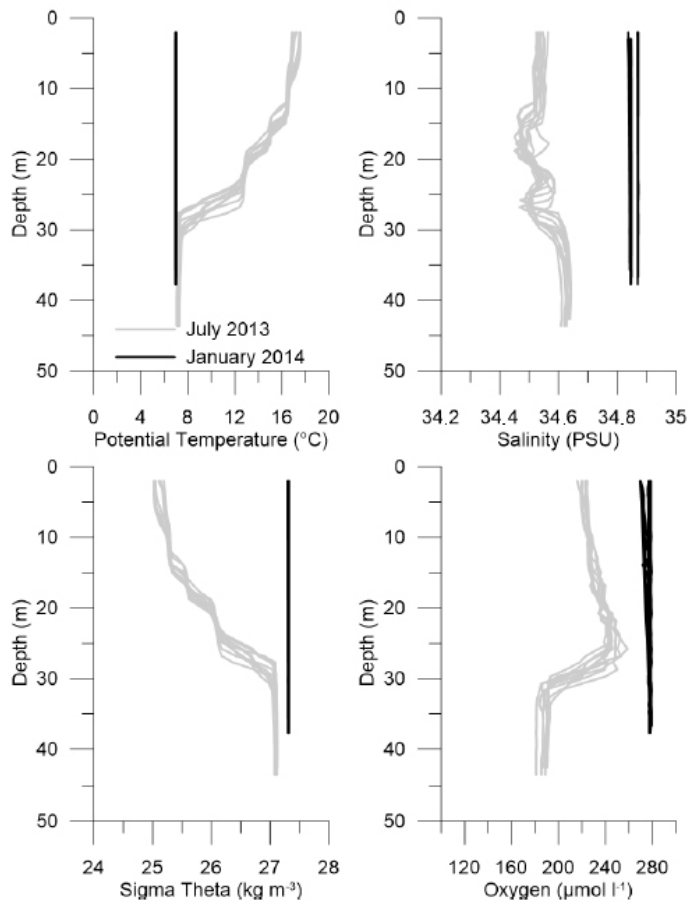 0
10
20
30
40
50
Depth (m)
July 2013
January 2014
0 4 8 12 16 20
Potential Temperature (°C)
0
10
20
30
40
50
Depth (m)
34.2 34.4 34.6 34.8 35
Salinity (PSU)
0
10
20
30
40
50
Depth (m)
24 25 26 27 28
Sigma Theta (kg m⁻³)
0
10
20
30
40
50
Depth (m)
120 160 200 240 280
Oxygen (µmol l⁻¹)